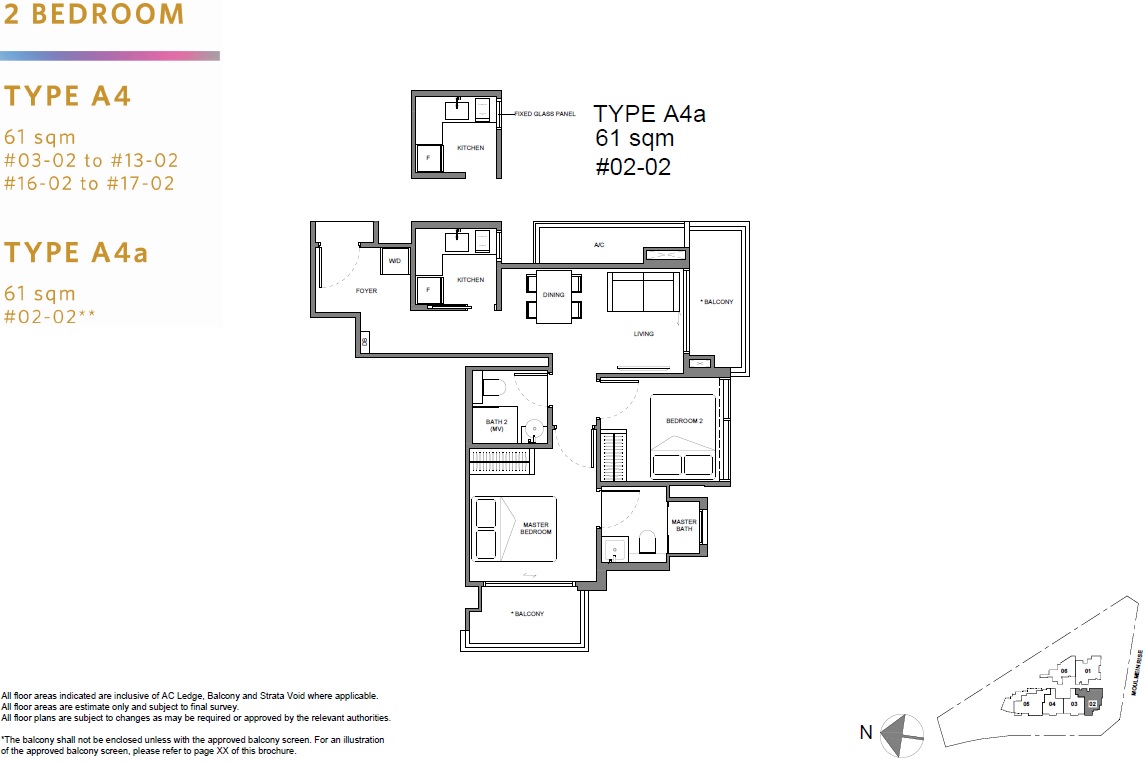 2 BEDROOM
TYPE A4
61 sqm
#03-02 to #13-02
#16-02 to #17-02
TYPE A4a
61 sqm
#02-02**
FIXED GLASS PANEL
KITCHEN
F
TYPE A4a
61 sqm
#02-02
W/D
FOYER
KITCHEN
F
DB
A/C
DINING
LIVING
* BALCONY
BATH 2
(MV)
BEDROOM 2
MASTER
BEDROOM
MASTER
BATH
* BALCONY
All floor areas indicated are inclusive of AC Ledge, Balcony and Strata Void where applicable.
All floor areas are estimate only and subject to final survey.
All floor plans are subject to changes as may be required or approved by the relevant authorities.
*The balcony shall not be enclosed unless with the approved balcony screen. For an illustration
of the approved balcony screen, please refer to page XX of this brochure.
N
06
01
05
04
03
02
MOULMEIN RISE